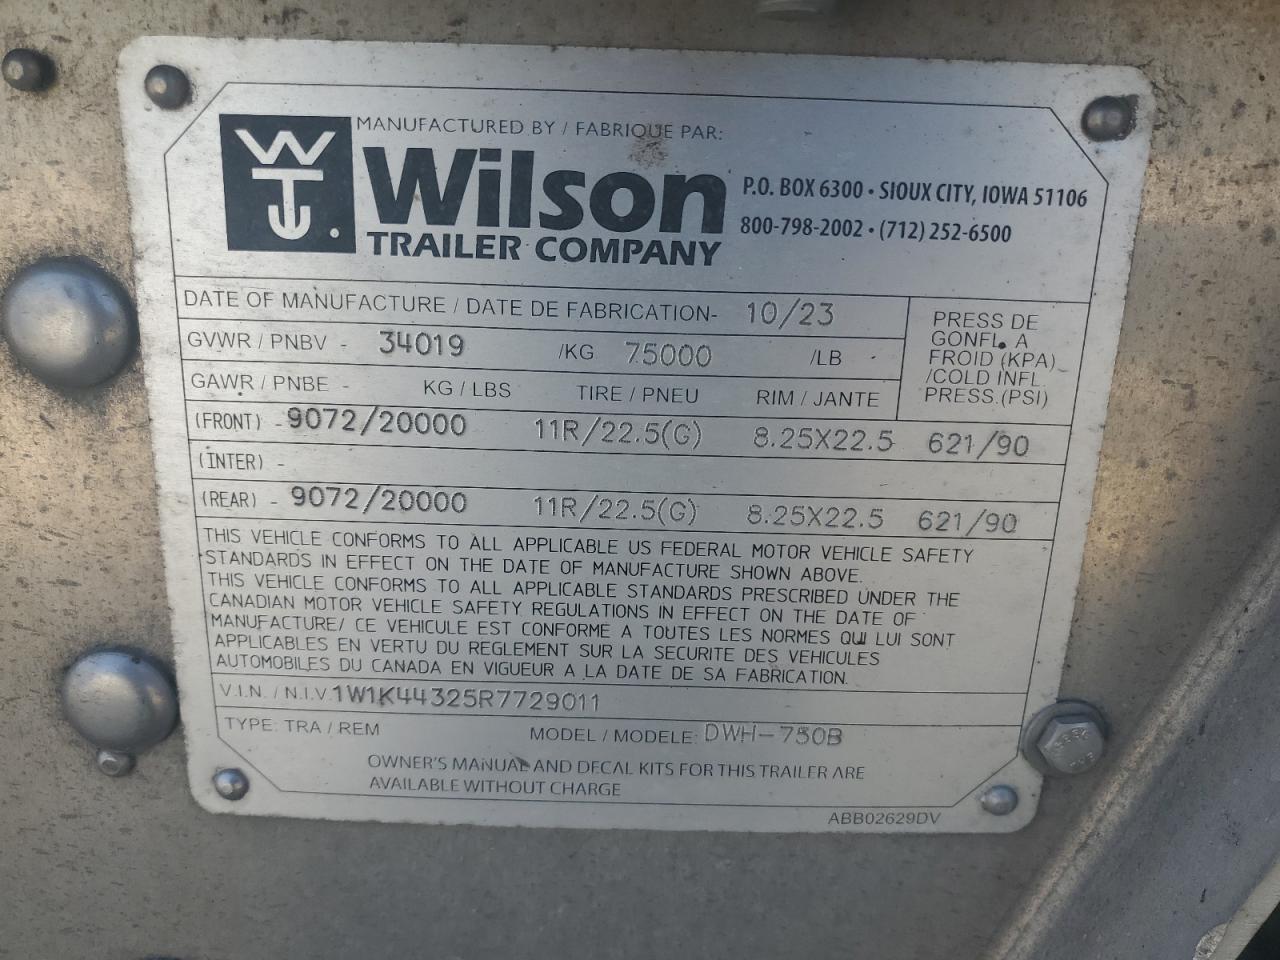 MANUFACTURED BY / FABRIQUE PAR:
WT.
Wilson
TRAILER COMPANY
P.O. BOX 6300 • SIOUX CITY, IOWA 51106
800-798-2002 • (712) 252-6500
DATE OF MANUFACTURE / DATE DE FABRICATION- 10/23
GVWR / PNBV - 34019 /KG 75000 /LB
PRESS DE
GONFL. A
FROID (KPA)
/COLD INFL.
PRESS.(PSI)
GAWR / PNBE - KG / LBS TIRE / PNEU RIM / JANTE
(FRONT) - 9072/20000 11R/22.5(G) 8.25X22.5 621/90
(INTER) -
(REAR) - 9072/20000 11R/22.5(G) 8.25X22.5 621/90
THIS VEHICLE CONFORMS TO ALL APPLICABLE US FEDERAL MOTOR VEHICLE SAFETY
STANDARDS IN EFFECT ON THE DATE OF MANUFACTURE SHOWN ABOVE.
THIS VEHICLE CONFORMS TO ALL APPLICABLE STANDARDS PRESCRIBED UNDER THE
CANADIAN MOTOR VEHICLE SAFETY REGULATIONS IN EFFECT ON THE DATE OF
MANUFACTURE/ CE VEHICULE EST CONFORME A TOUTES LES NORMES QUI LUI SONT
APPLICABLES EN VERTU DU REGLEMENT SUR LA SECURITE DES VEHICULES
AUTOMOBILES DU CANADA EN VIGUEUR A LA DATE DE SA FABRICATION.
V.I.N. / N.I.V. 1W1K44325R7729011
TYPE: TRA / REM MODEL / MODELE: DWH-750B
OWNER'S MANUAL AND DECAL KITS FOR THIS TRAILER ARE
AVAILABLE WITHOUT CHARGE
ABB02629DV